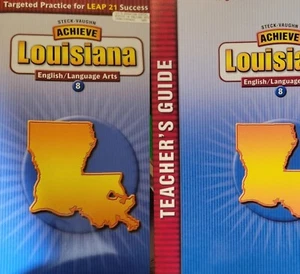 Targeted Practice for LEAP 21 Success
STECK-VAUGHN
ACHIEVE
Louisiana
English/Language Arts
8
TEACHER'S GUIDE
STECK-VAUGHN
ACHIEVE
Louisiana
English/Language
8